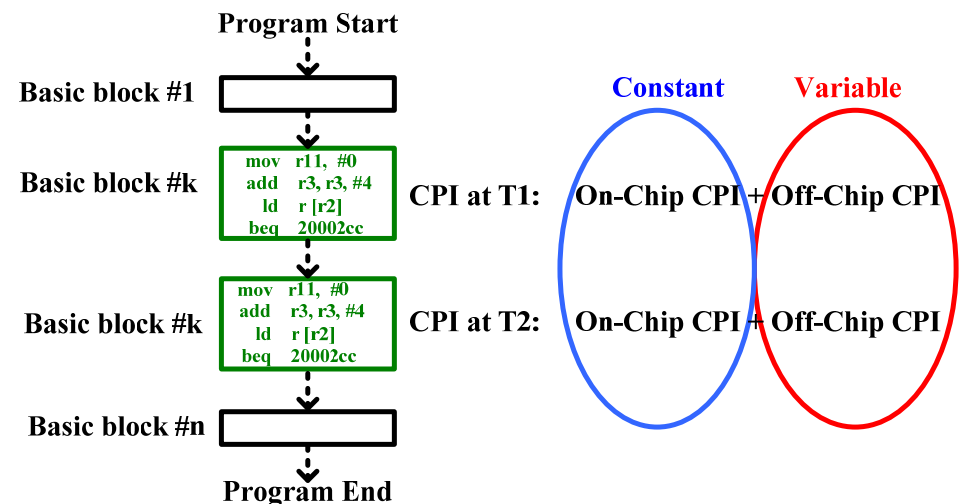 Program Start
Basic block #1
Constant
Variable
Basic block #k
mov r11, #0
add r3, r3, #4
ld r [r2]
beq 20002cc
CPI at T1: On-Chip CPI + Off-Chip CPI
Basic block #k
mov r11, #0
add r3, r3, #4
ld r [r2]
beq 20002cc
CPI at T2: On-Chip CPI + Off-Chip CPI
Basic block #n
Program End